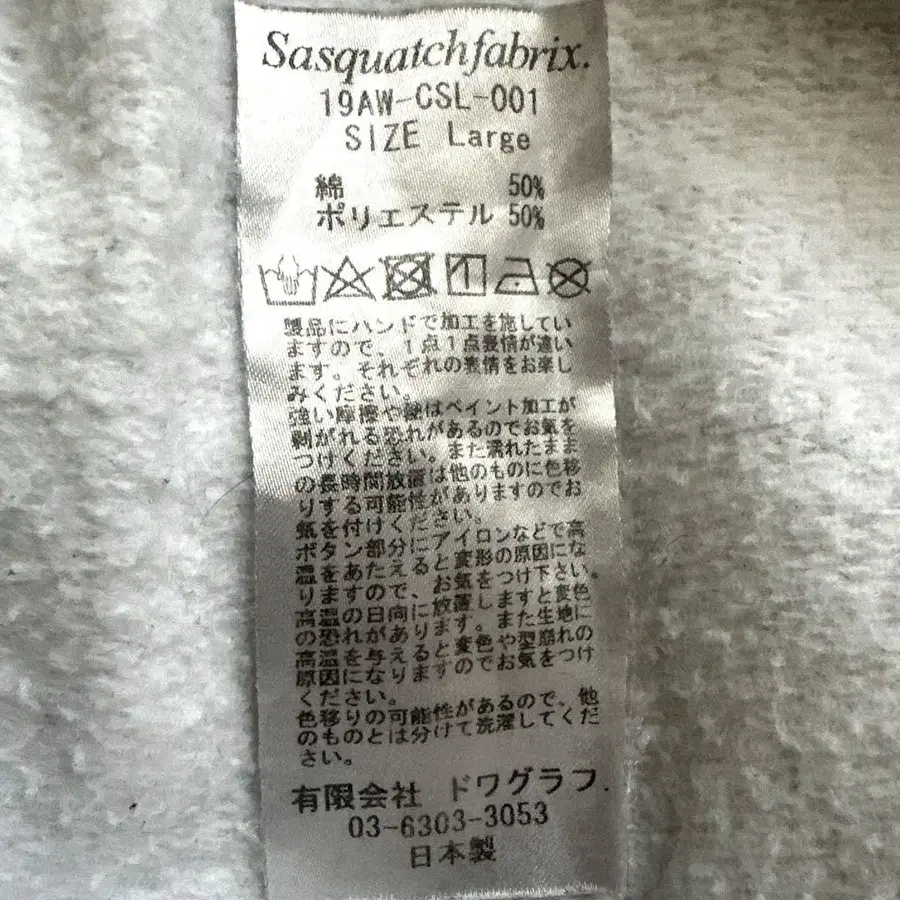 Sasquatchfabrix.
19AW-CSL-001
SIZE Large
綿 50%
ポリエステル 50%
製品にハンドで加工を施してい
ますので、1点1点表情が違い
ます。それぞれの表情をお楽し
みください。
強い摩擦や
はペイント加工が
剥がれる恐れがあるのでお気を
つけください。また濡れたまま
の長時間放置は他のものに色移
りする可能性がありますのでお
気を付けください。
ボタン部分にアイロンなどで高
温をあたえると変形の原因にな
りますので、お気をつけ下さい。
高温の日向に放置しますと変色
の恐れがあります。また生地に
高温を与えると変色や型崩れの
原因になりますのでお気をつけ
ください。
色移りの可能性があるので、他
のものとは分けて洗濯してくだ
さい。
有限会社 ドワグラフ.
03-6303-3053
日本製